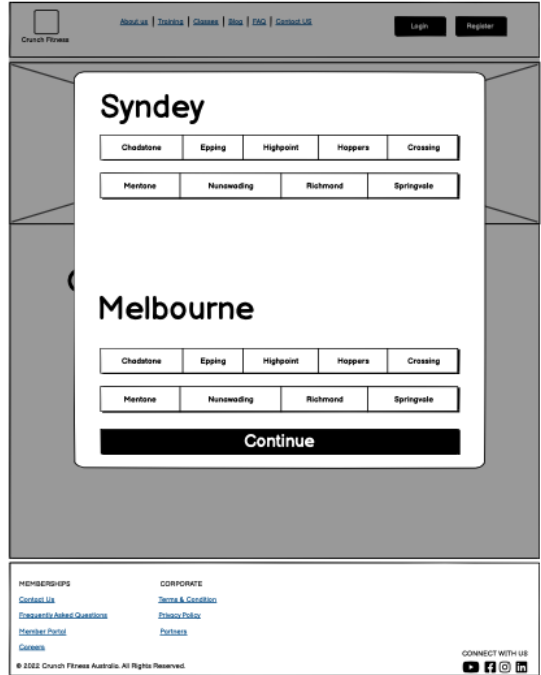 About us | Training | Classes | Blog | FAQ | Contact US
Login
Register
Crunch Fitness
Syndey
Chadstone Epping Highpoint Hoppers Crossing
Mentone Nunawading Richmond Springvale
Melbourne
Chadstone Epping Highpoint Hoppers Crossing
Mentone Nunawading Richmond Springvale
Continue
MEMBERSHIPS
Contact Us
Frequently Asked Questions
Member Portal
Careers
CORPORATE
Terms & Condition
Privacy Policy
Partners
© 2022 Crunch Fitness Australia. All Rights Reserved.
CONNECT WITH US